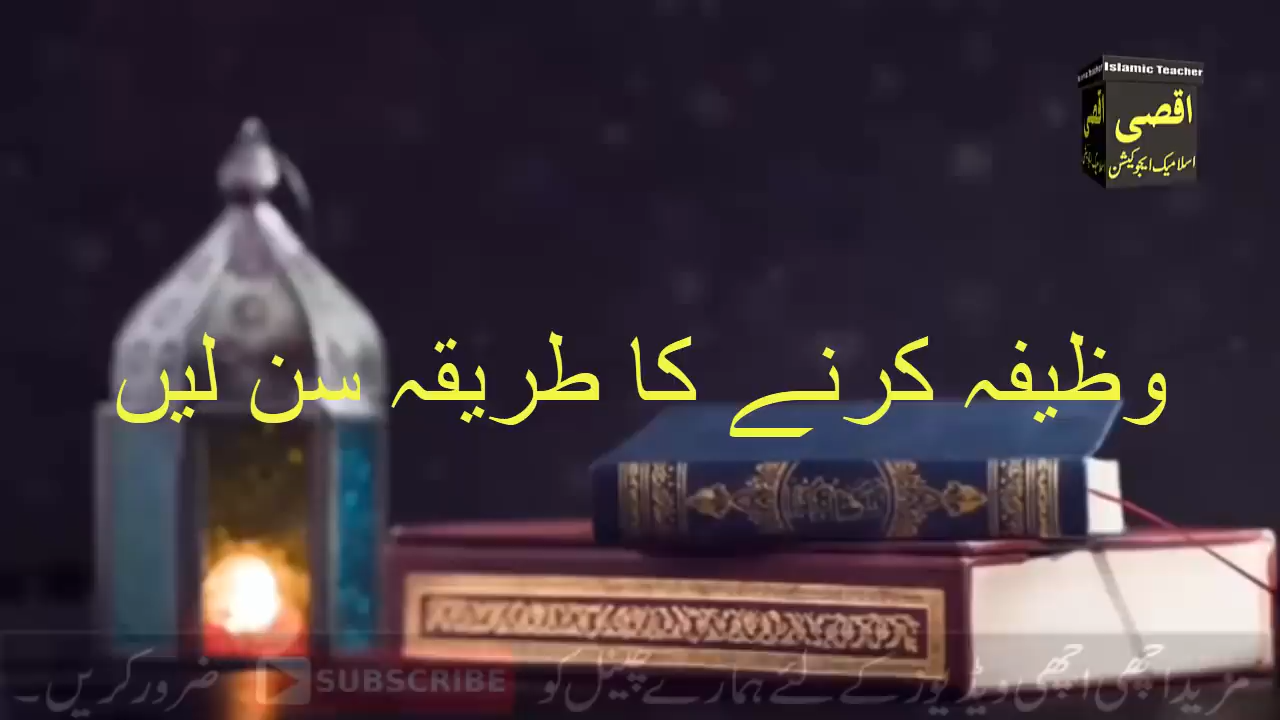 Islamic Teacher
اقصی
اسلامیک ایجوکیشن
اقصی
وظیفہ کرنے کا طریقہ سن لیں
مزید اچھی اچھی ویڈیوز کے لئے ہمارے چینل کو SUBSCRIBE ضرور کریں۔